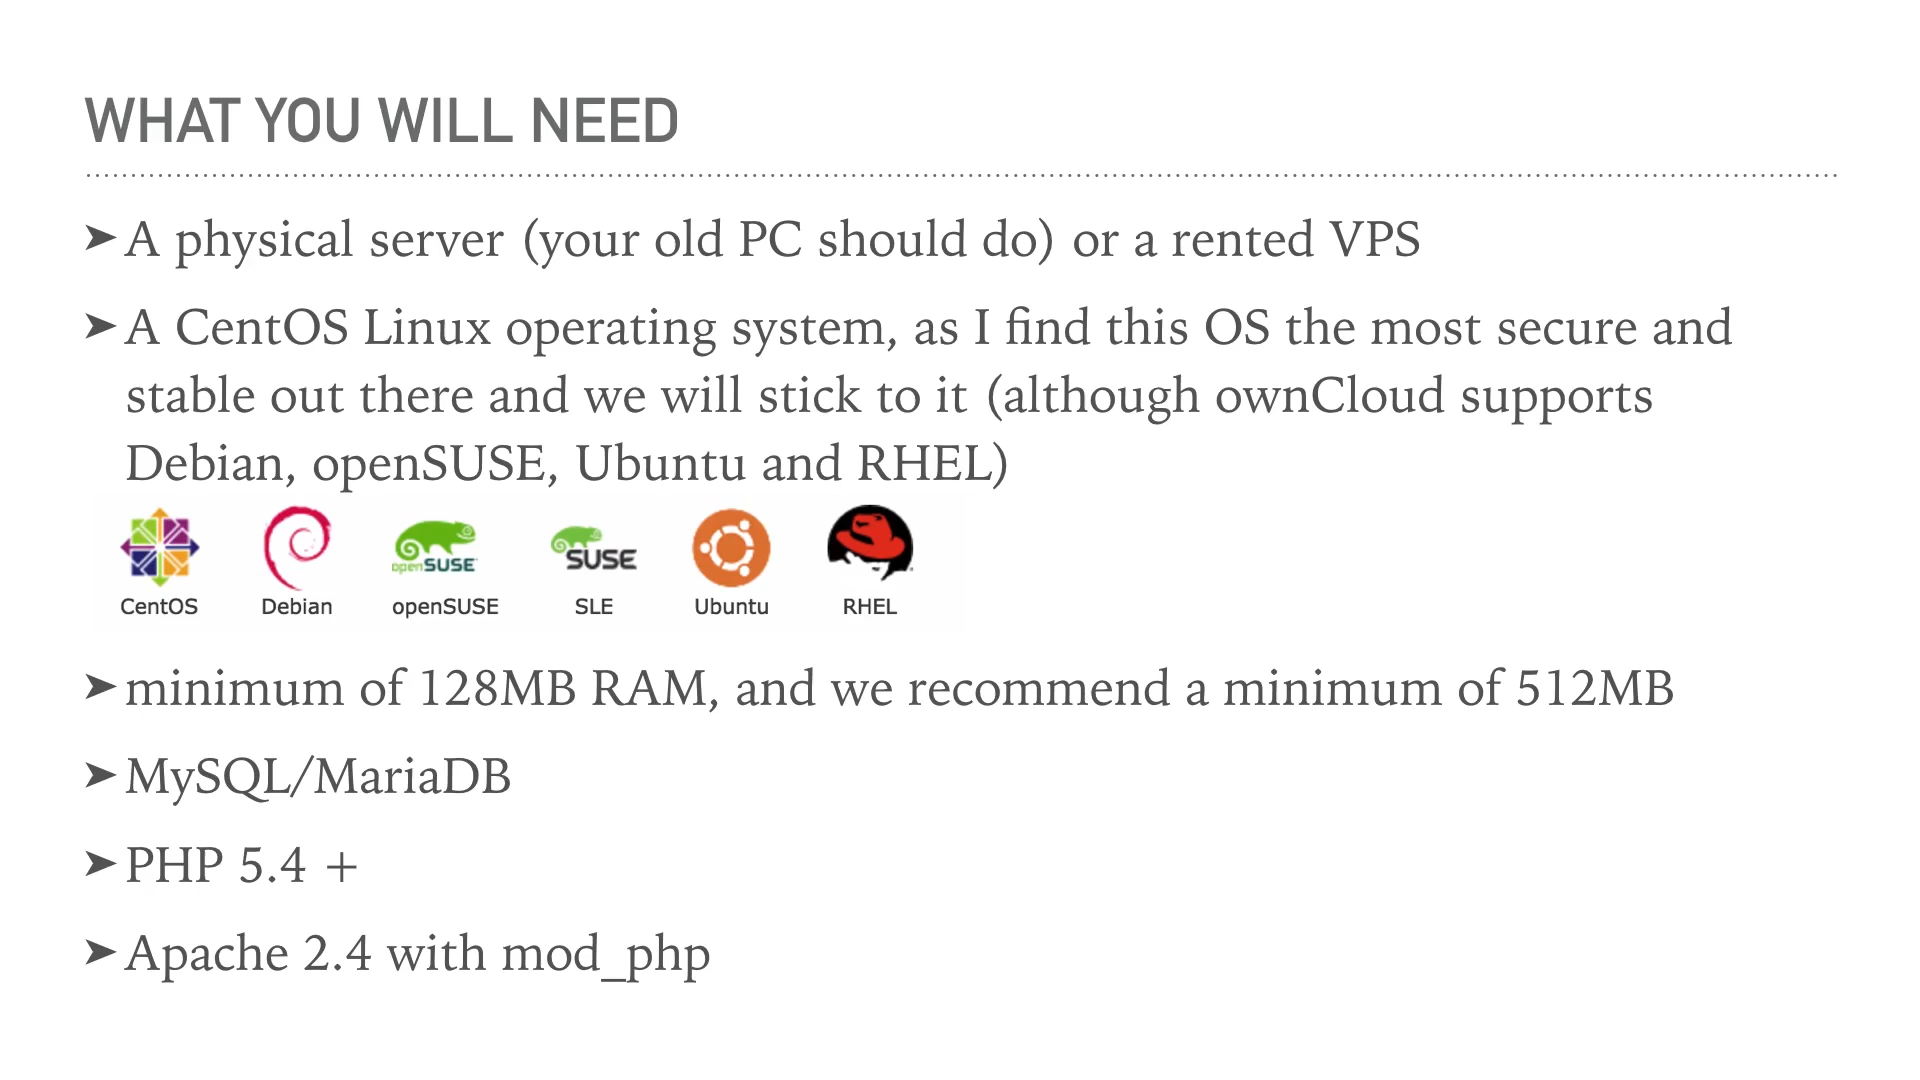 WHAT YOU WILL NEED
➤ A physical server (your old PC should do) or a rented VPS
➤ A CentOS Linux operating system, as I find this OS the most secure and
stable out there and we will stick to it (although ownCloud supports
Debian, openSUSE, Ubuntu and RHEL)
openSUSE SUSE
CentOS Debian openSUSE SLE Ubuntu RHEL
➤ minimum of 128MB RAM, and we recommend a minimum of 512MB
➤ MySQL/MariaDB
➤ PHP 5.4 +
➤ Apache 2.4 with mod_php